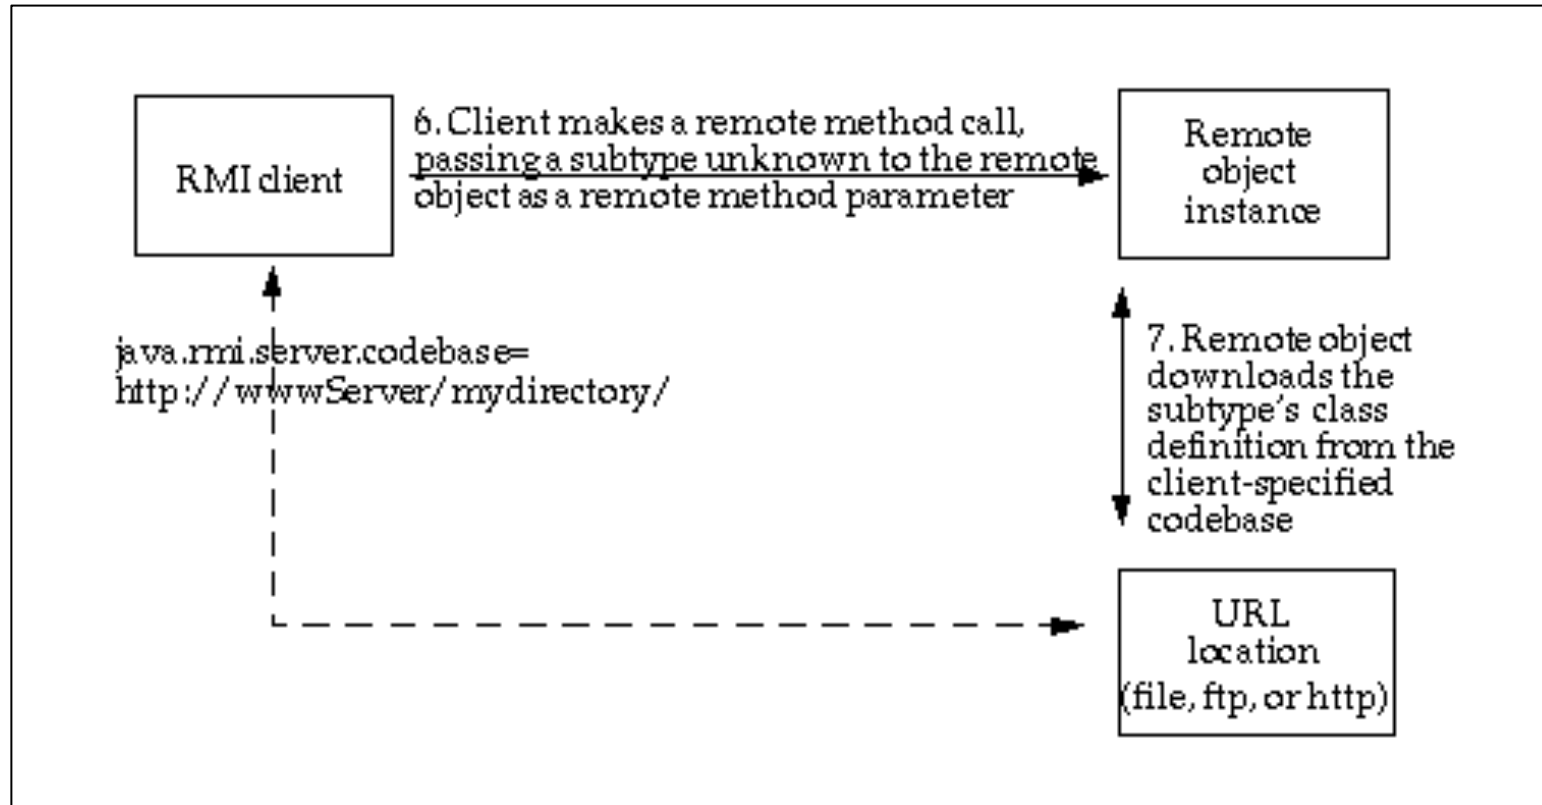 RMI client
6. Client makes a remote method call,
passing a subtype unknown to the remote
object as a remote method parameter
Remote
object
instance
java.rmi.server.codebase=
http://wwwServer/mydirectory/
7. Remote object
downloads the
subtype's class
definition from the
client-specified
codebase
URL
location
(file, ftp, or http)